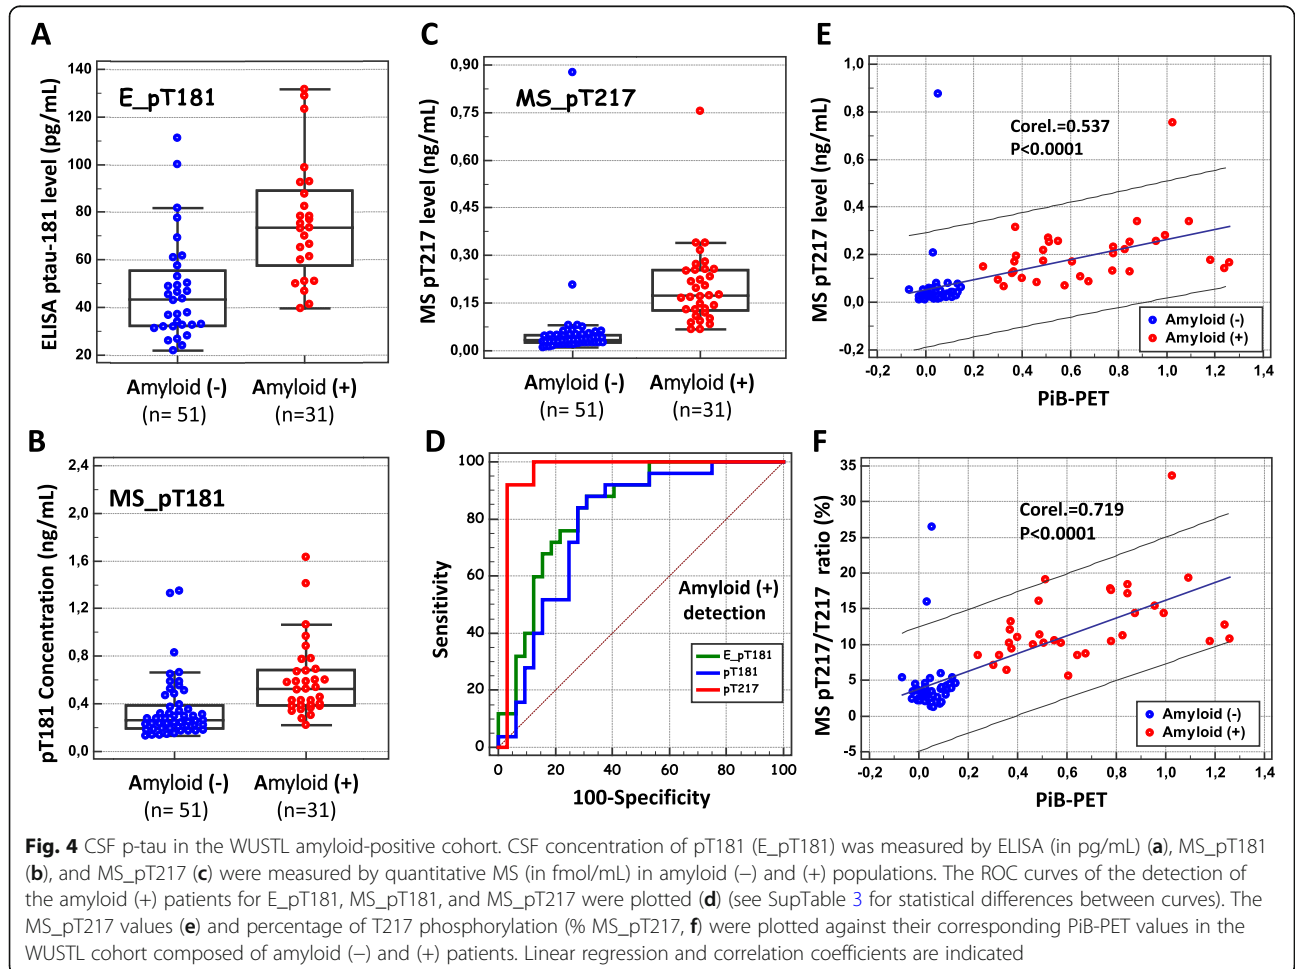 A
E_pT181
ELISA ptau-181 level (pg/mL)
140
120
100
80
60
40
20
Amyloid (-)
(n= 51)
Amyloid (+)
(n=31)
B
MS_pT181
pT181 Concentration (ng/mL)
2,4
2,0
1,6
1,2
0,8
0,4
0,0
Amyloid (-)
(n= 51)
Amyloid (+)
(n=31)
C
MS_pT217
MS pT217 level (ng/mL)
0,90
0,75
0,60
0,45
0,30
0,15
0,00
Amyloid (-)
(n= 51)
Amyloid (+)
(n=31)
D
Sensitivity
100
80
60
40
20
0
Amyloid (+)
detection
E_pT181
pT181
pT217
0 20 40 60 80 100
100-Specificity
E
MS pT217 level (ng/mL)
1,0
0,8
0,6
0,4
0,2
0,0
-0,2
Corel.=0.537
P<0.0001
Amyloid (-)
Amyloid (+)
-0,2 0,0 0,2 0,4 0,6 0,8 1,0 1,2 1,4
PiB-PET
F
MS pT217/T217 ratio (%)
35
30
25
20
15
10
5
0
-5
Corel.=0.719
P<0.0001
Amyloid (-)
Amyloid (+)
-0,2 0,0 0,2 0,4 0,6 0,8 1,0 1,2 1,4
PiB-PET
Fig. 4 CSF p-tau in the WUSTL amyloid-positive cohort. CSF concentration of pT181 (E_pT181) was measured by ELISA (in pg/mL) (a), MS_pT181
(b), and MS_pT217 (c) were measured by quantitative MS (in fmol/mL) in amyloid (−) and (+) populations. The ROC curves of the detection of
the amyloid (+) patients for E_pT181, MS_pT181, and MS_pT217 were plotted (d) (see SupTable 3 for statistical differences between curves). The
MS_pT217 values (e) and percentage of T217 phosphorylation (% MS_pT217, f) were plotted against their corresponding PiB-PET values in the
WUSTL cohort composed of amyloid (−) and (+) patients. Linear regression and correlation coefficients are indicated